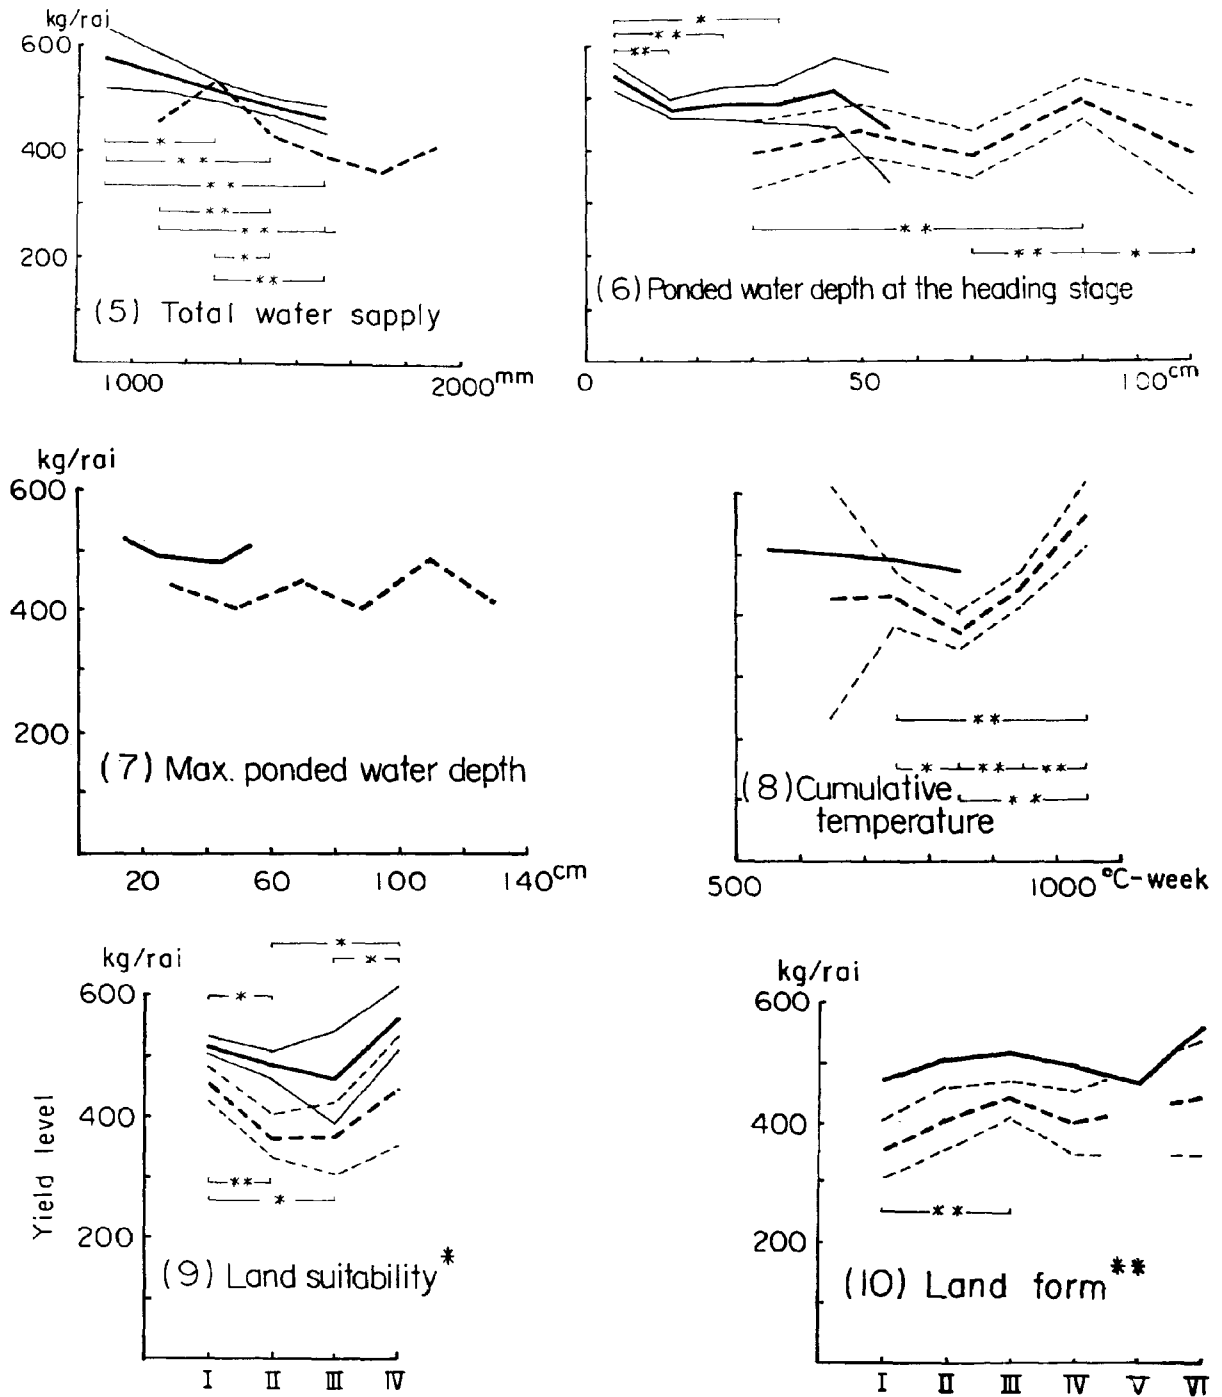 kg/rai
600
400
200
(5) Total water sapply
1000
2000mm
*
* *
* *
* *
* *
*
* *
*
* *
**
* *
* *
*
(6) Ponded water depth at the heading stage
0
50
100cm
kg/rai
600
400
200
(7) Max. ponded water depth
20
60
100
140cm
* *
*
* *
* *
* *
(8) Cumulative
temperature
500
1000 °C-week
kg/rai
600
400
200
Yield level
*
*
*
**
*
(9) Land suitability*
I
II
III
IV
kg/rai
600
400
200
* *
(10) Land form**
I
II
III
IV
V
VI